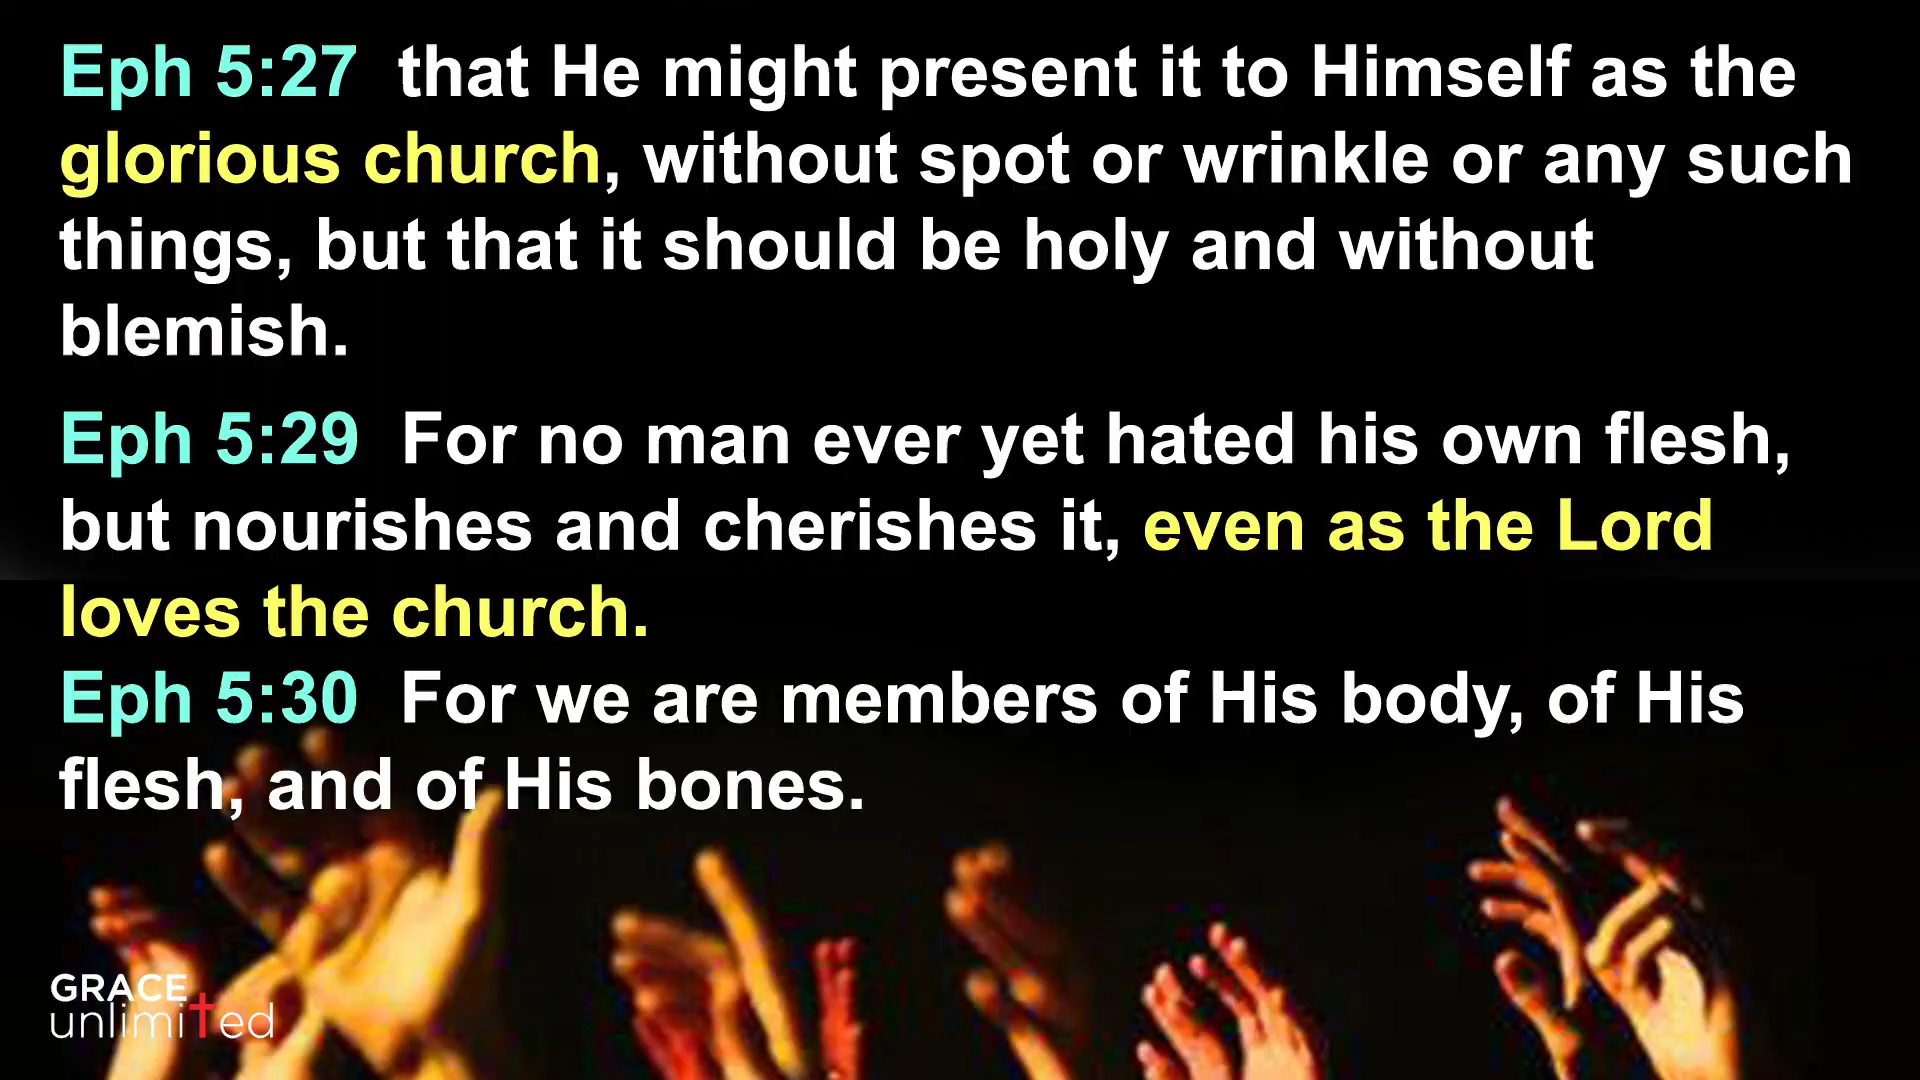 Eph 5:27  that He might present it to Himself as the
glorious church, without spot or wrinkle or any such
things, but that it should be holy and without
blemish.
Eph 5:29  For no man ever yet hated his own flesh,
but nourishes and cherishes it, even as the Lord
loves the church.
Eph 5:30  For we are members of His body, of His
flesh, and of His bones.
GRACE
unlimited